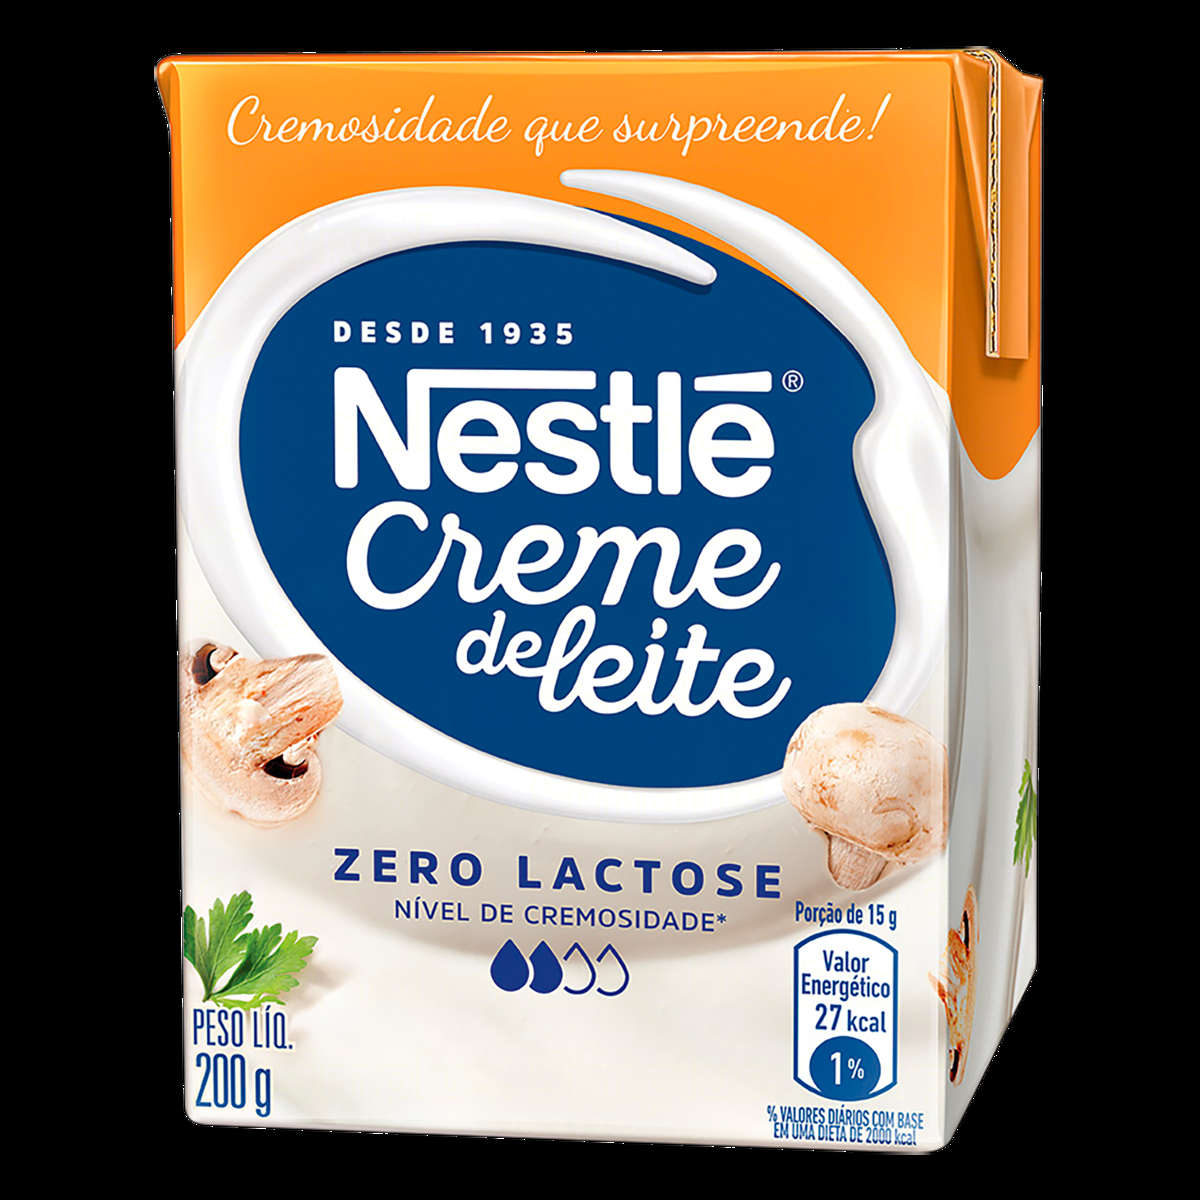 Cremosidade que surpreende!
DESDE 1935
Nestlé®
Creme
de leite
ZERO LACTOSE
NÍVEL DE CREMOSIDADE*
Porção de 15 g
Valor
Energético
27 kcal
1%
PESO LÍQ.
200 g
% VALORES DIÁRIOS COM BASE
EM UMA DIETA DE 2000 kcal